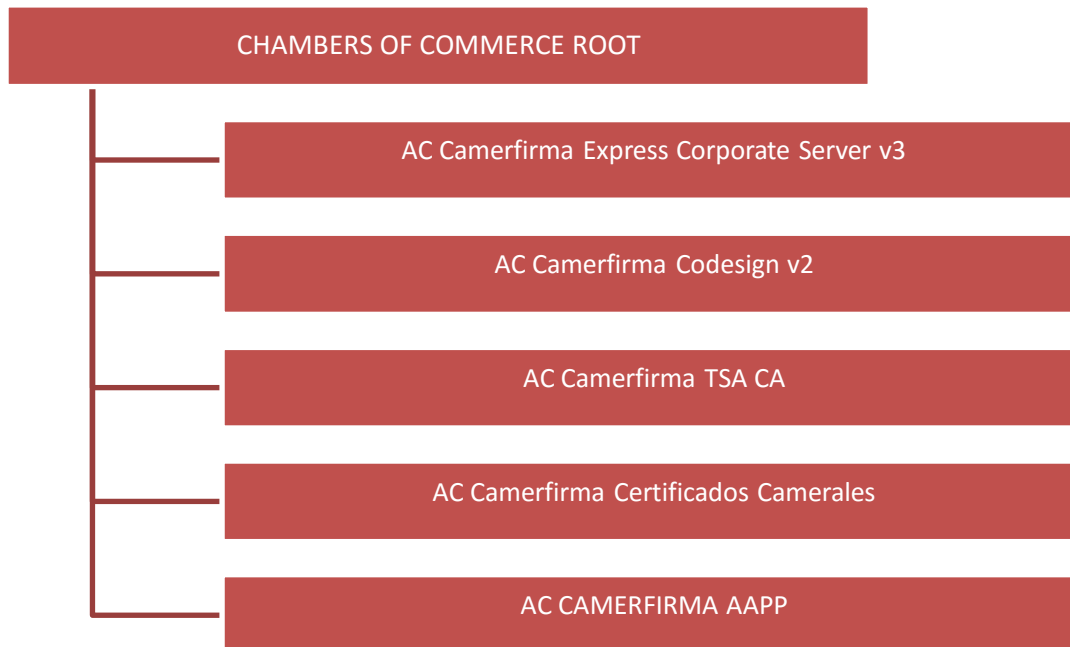 CHAMBERS OF COMMERCE ROOT
AC Camerfirma Express Corporate Server v3
AC Camerfirma Codesign v2
AC Camerfirma TSA CA
AC Camerfirma Certificados Camerales
AC CAMERFIRMA AAPP